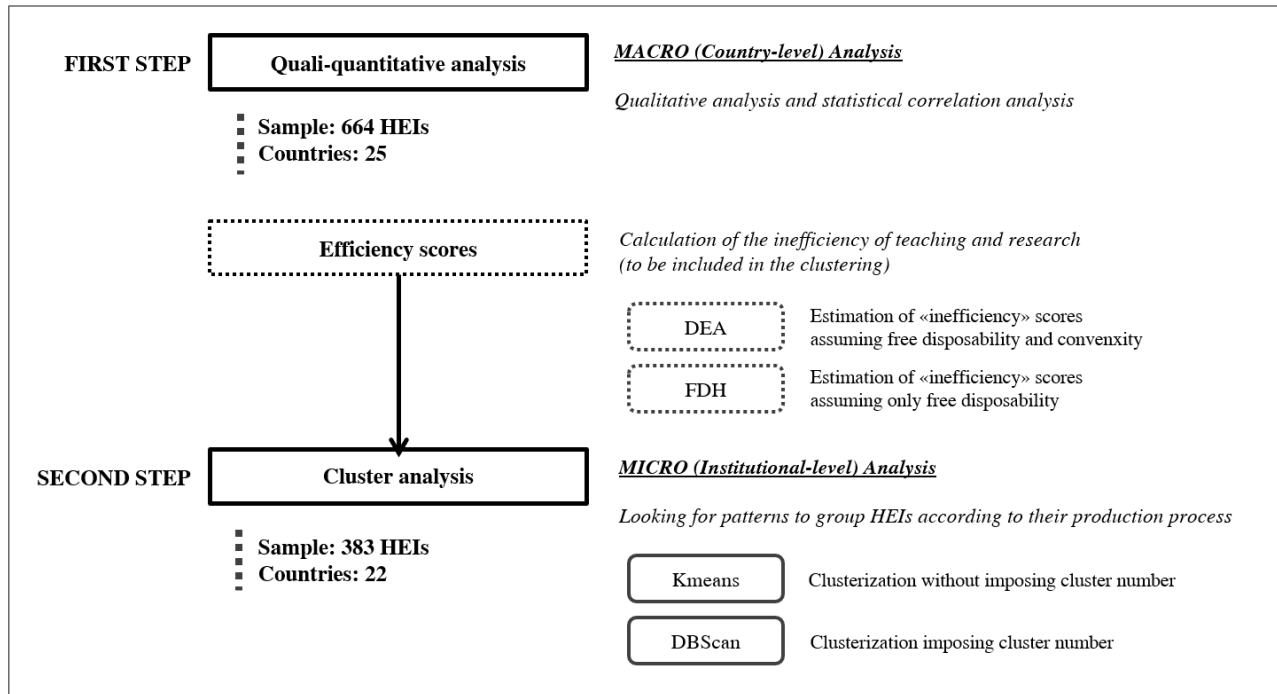 FIRST STEP
Quali-quantitative analysis
MACRO (Country-level) Analysis
Qualitative analysis and statistical correlation analysis
Sample: 664 HEIs
Countries: 25
Efficiency scores
Calculation of the inefficiency of teaching and research
(to be included in the clustering)
DEA
Estimation of «inefficiency» scores
assuming free disposability and convenxity
FDH
Estimation of «inefficiency» scores
assuming only free disposability
SECOND STEP
Cluster analysis
MICRO (Institutional-level) Analysis
Looking for patterns to group HEIs according to their production process
Sample: 383 HEIs
Countries: 22
Kmeans
Clusterization without imposing cluster number
DBScan
Clusterization imposing cluster number